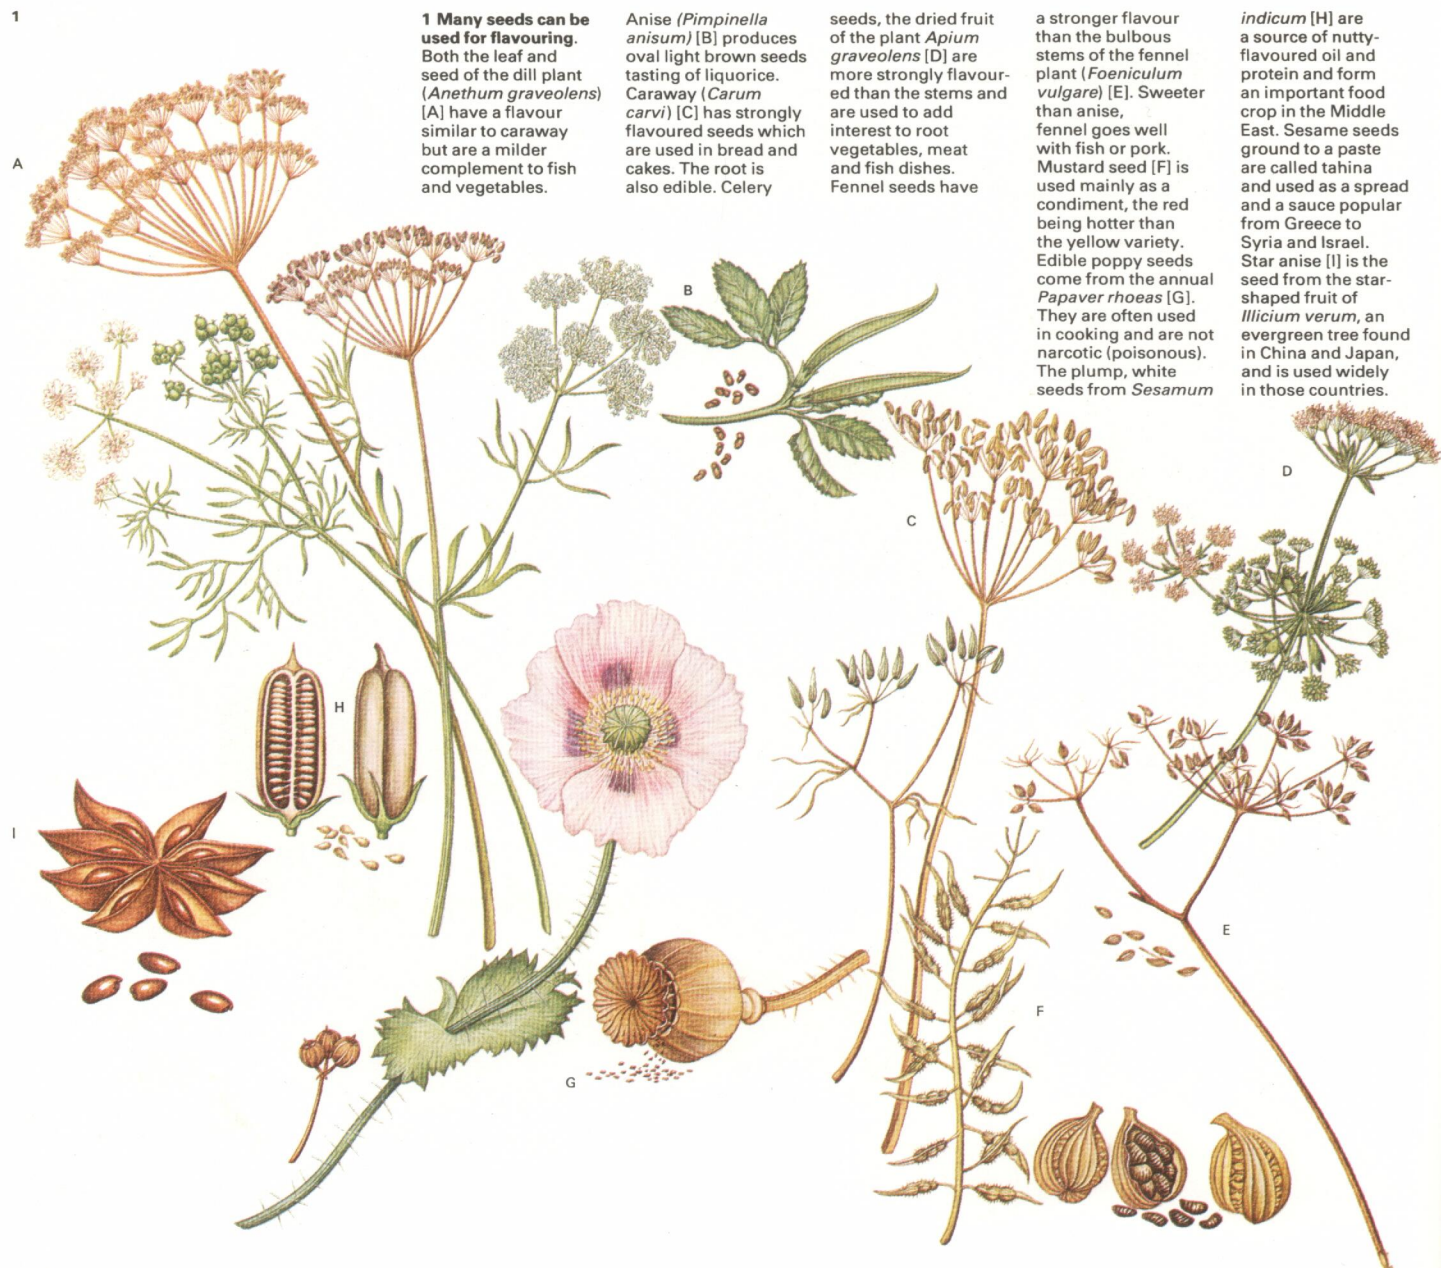 1
1 Many seeds can be
used for flavouring.
Both the leaf and
seed of the dill plant
(Anethum graveolens)
[A] have a flavour
similar to caraway
but are a milder
complement to fish
and vegetables.
Anise (Pimpinella
anisum) [B] produces
oval light brown seeds
tasting of liquorice.
Caraway (Carum
carvi) [C] has strongly
flavoured seeds which
are used in bread and
cakes. The root is
also edible. Celery
seeds, the dried fruit
of the plant Apium
graveolens [D] are
more strongly flavour-
ed than the stems and
are used to add
interest to root
vegetables, meat
and fish dishes.
Fennel seeds have
a stronger flavour
than the bulbous
stems of the fennel
plant (Foeniculum
vulgare) [E]. Sweeter
than anise,
fennel goes well
with fish or pork.
Mustard seed [F] is
used mainly as a
condiment, the red
being hotter than
the yellow variety.
Edible poppy seeds
come from the annual
Papaver rhoeas [G].
They are often used
in cooking and are not
narcotic (poisonous).
The plump, white
seeds from Sesamum
indicum [H] are
a source of nutty-
flavoured oil and
protein and form
an important food
crop in the Middle
East. Sesame seeds
ground to a paste
are called tahina
and used as a spread
and a sauce popular
from Greece to
Syria and Israel.
Star anise [I] is the
seed from the star-
shaped fruit of
Illicium verum, an
evergreen tree found
in China and Japan,
and is used widely
in those countries.
A
B
C
D
H
I
E
F
G